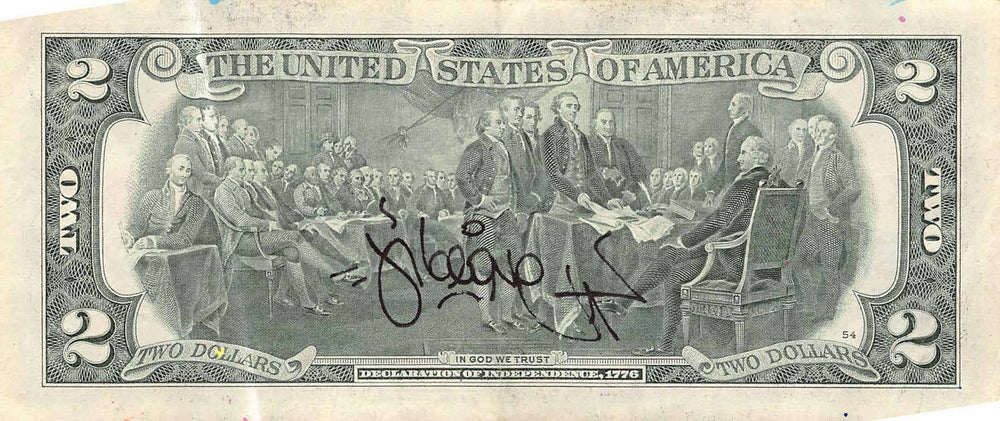 2 THE UNITED STATES OF AMERICA 2
TWO
TWO
54
2 TWO DOLLARS IN GOD WE TRUST TWO DOLLARS 2
DECLARATION OF INDEPENDENCE, 1776